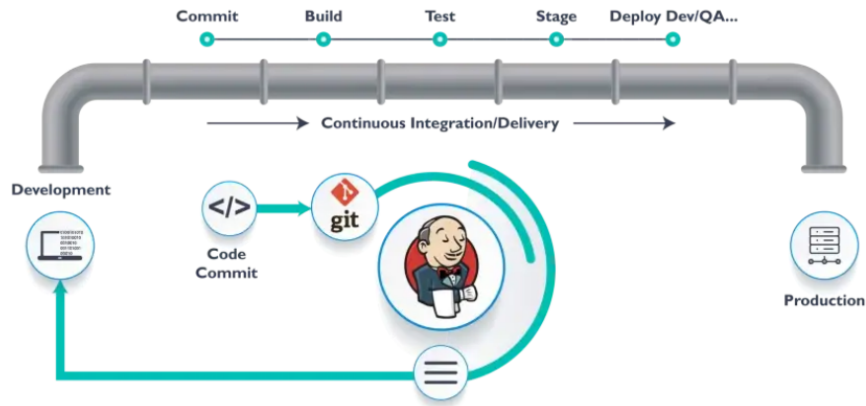 Commit
Build
Test
Stage
Deploy Dev/QA...
Continuous Integration/Delivery
Development
</>
git
Code
Commit
Production